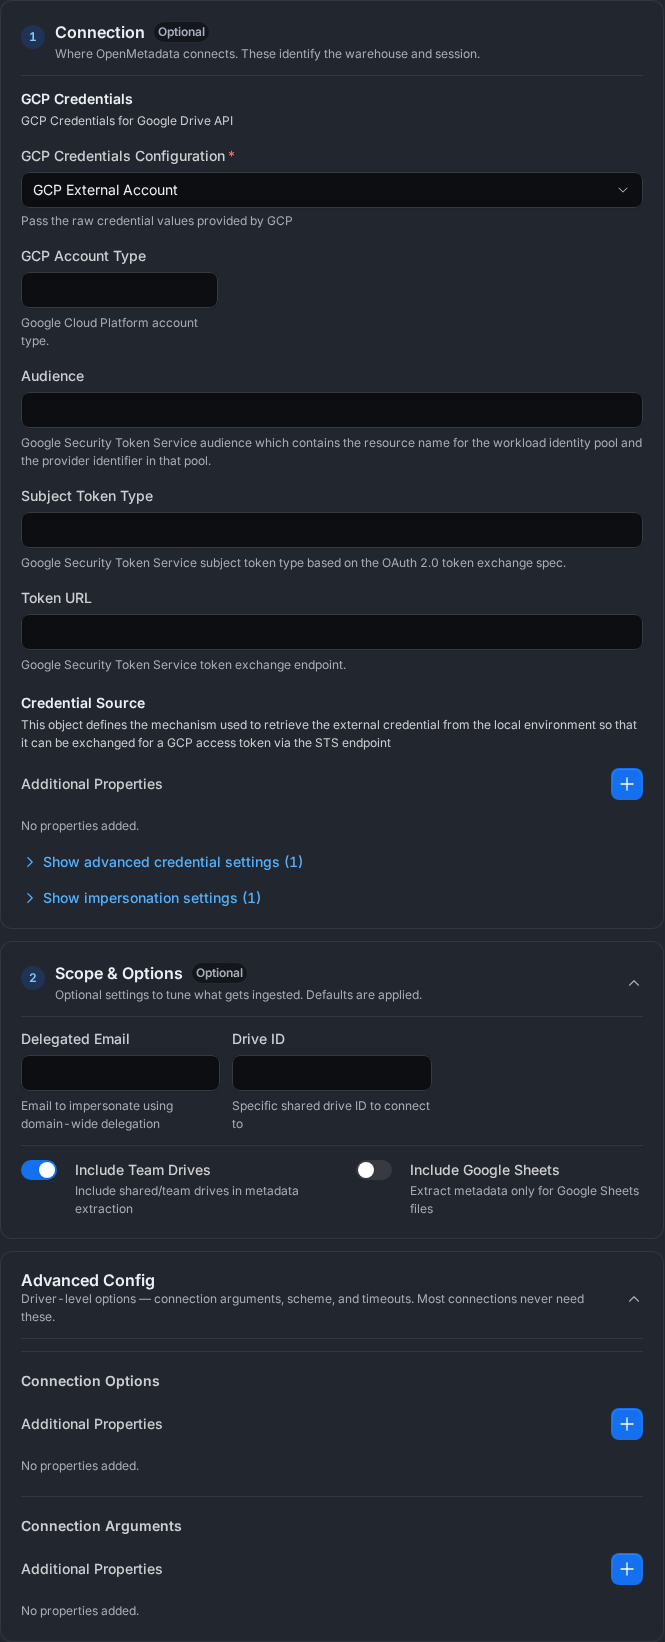 1
Connection Optional
Where OpenMetadata connects. These identify the warehouse and session.
GCP Credentials
GCP Credentials for Google Drive API
GCP Credentials Configuration *
GCP External Account
Pass the raw credential values provided by GCP
GCP Account Type
Google Cloud Platform account
type.
Audience
Google Security Token Service audience which contains the resource name for the workload identity pool and
the provider identifier in that pool.
Subject Token Type
Google Security Token Service subject token type based on the OAuth 2.0 token exchange spec.
Token URL
Google Security Token Service token exchange endpoint.
Credential Source
This object defines the mechanism used to retrieve the external credential from the local environment so that
it can be exchanged for a GCP access token via the STS endpoint
Additional Properties
No properties added.
Show advanced credential settings (1)
Show impersonation settings (1)
2
Scope & Options Optional
Optional settings to tune what gets ingested. Defaults are applied.
Delegated Email
Email to impersonate using
domain-wide delegation
Drive ID
Specific shared drive ID to connect
to
Include Team Drives
Include shared/team drives in metadata
extraction
Include Google Sheets
Extract metadata only for Google Sheets
files
Advanced Config
Driver-level options — connection arguments, scheme, and timeouts. Most connections never need
these.
Connection Options
Additional Properties
No properties added.
Connection Arguments
Additional Properties
No properties added.